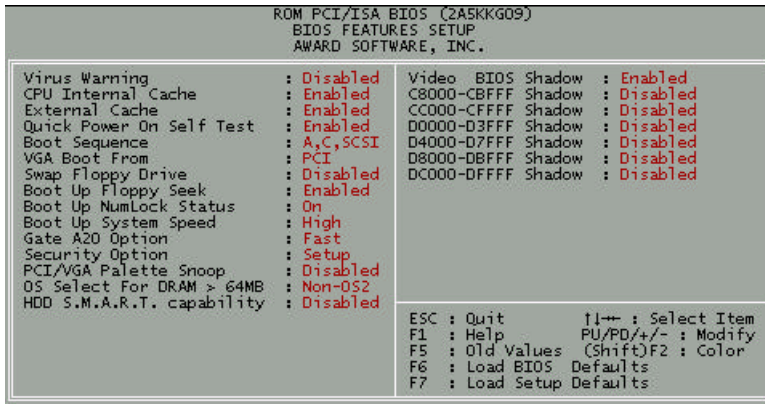 ROM PCI/ISA BIOS (2A5KKG09)
BIOS FEATURES SETUP
AWARD SOFTWARE, INC.
Virus Warning : Disabled
CPU Internal Cache : Enabled
External Cache : Enabled
Quick Power On Self Test : Enabled
Boot Sequence : A,C,SCSI
VGA Boot From : PCI
Swap Floppy Drive : Disabled
Boot Up Floppy Seek : Enabled
Boot Up NumLock Status : On
Boot Up System Speed : High
Gate A20 Option : Fast
Security Option : Setup
PCI/VGA Palette Snoop : Disabled
OS Select For DRAM > 64MB : Non-OS2
HDD S.M.A.R.T. capability : Disabled
Video BIOS Shadow : Enabled
C8000-CBFFF Shadow : Disabled
CC000-CFFFF Shadow : Disabled
D0000-D3FFF Shadow : Disabled
D4000-D7FFF Shadow : Disabled
D8000-DBFFF Shadow : Disabled
DC000-DFFFF Shadow : Disabled
ESC : Quit ↑↓→← : Select Item
F1 : Help PU/PD/+/- : Modify
F5 : Old Values (Shift)F2 : Color
F6 : Load BIOS Defaults
F7 : Load Setup Defaults